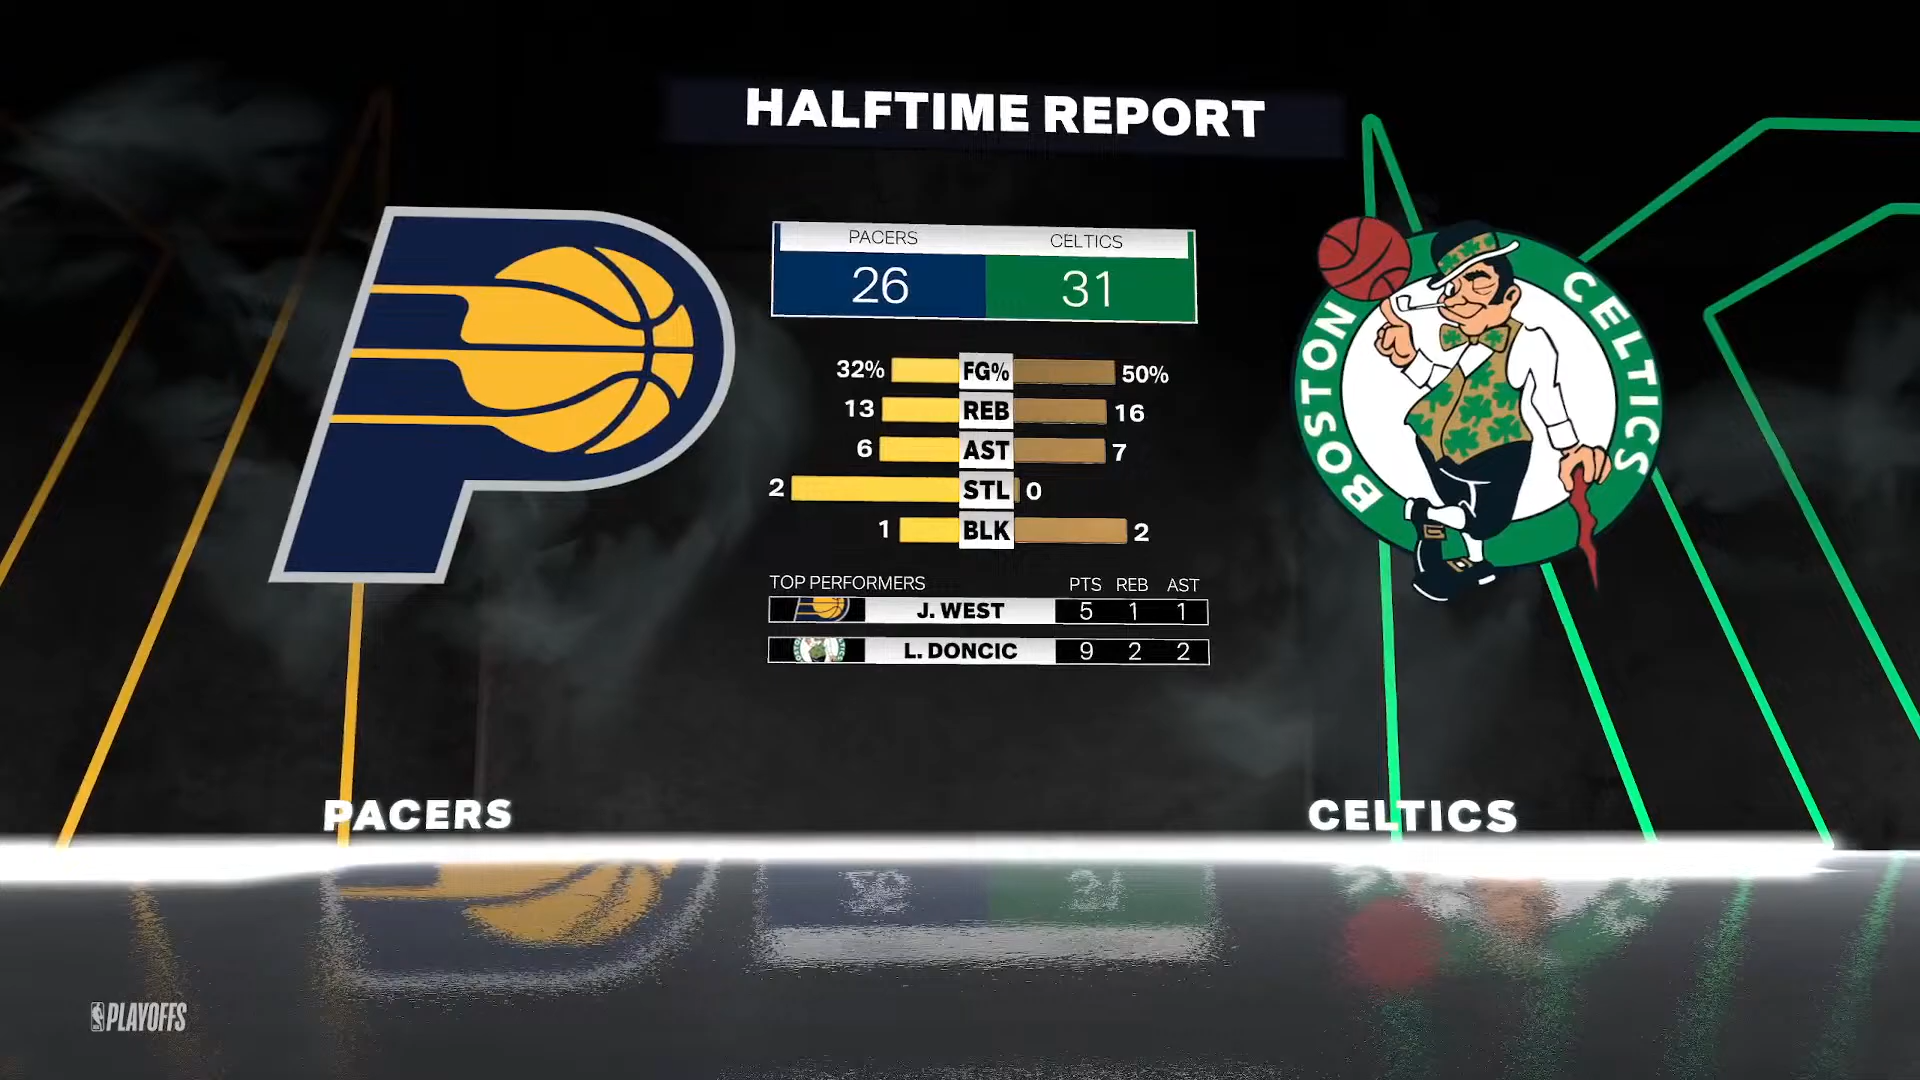 HALFTIME REPORT
PACERS CELTICS
26 31
32% FG% 50%
13 REB 16
6 AST 7
2 STL 0
1 BLK 2
TOP PERFORMERS PTS REB AST
J. WEST 5 1 1
L. DONCIC 9 2 2
BOSTON CELTICS
PACERS CELTICS
PLAYOFFS